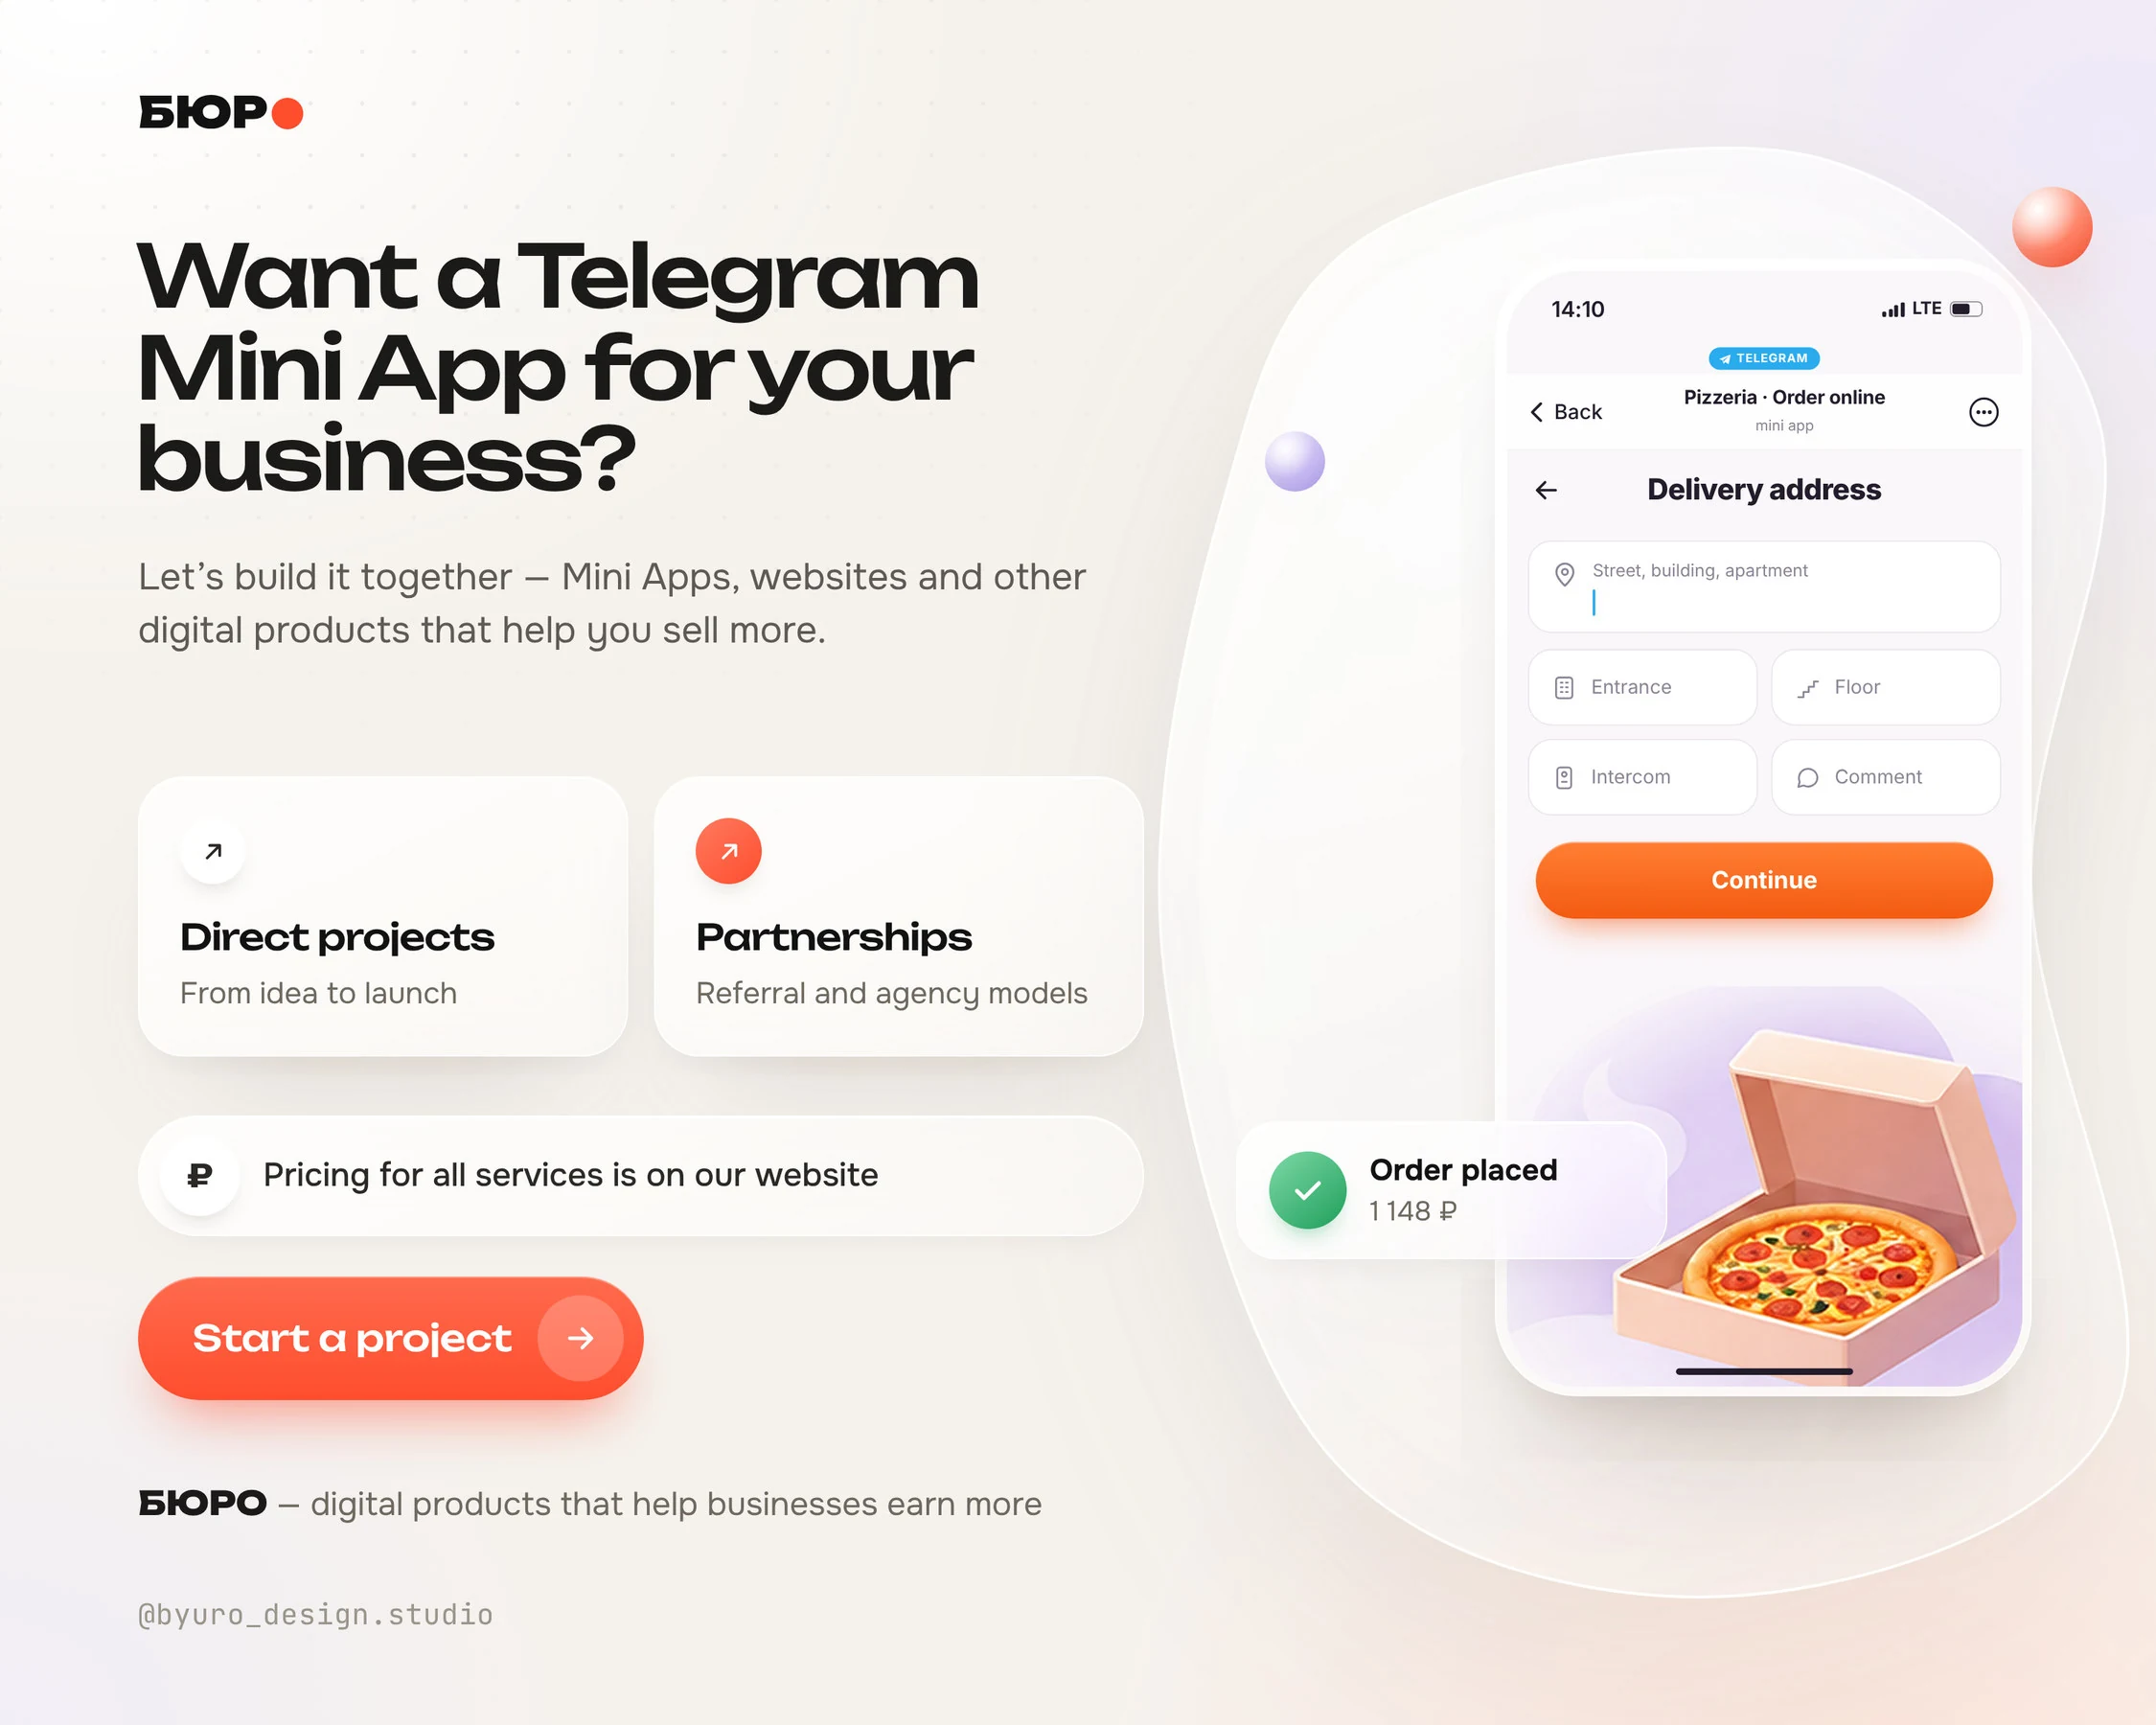 БЮР
Want a Telegram
Mini App for your
business?
Let’s build it together — Mini Apps, websites and other
digital products that help you sell more.
Direct projects
From idea to launch
Partnerships
Referral and agency models
₽ Pricing for all services is on our website
Start a project
БЮРО — digital products that help businesses earn more
@byuro_design.studio
14:10 LTE
TELEGRAM
Back
Pizzeria · Order online
mini app
Delivery address
Street, building, apartment
Entrance
Floor
Intercom
Comment
Continue
Order placed
1 148 ₽